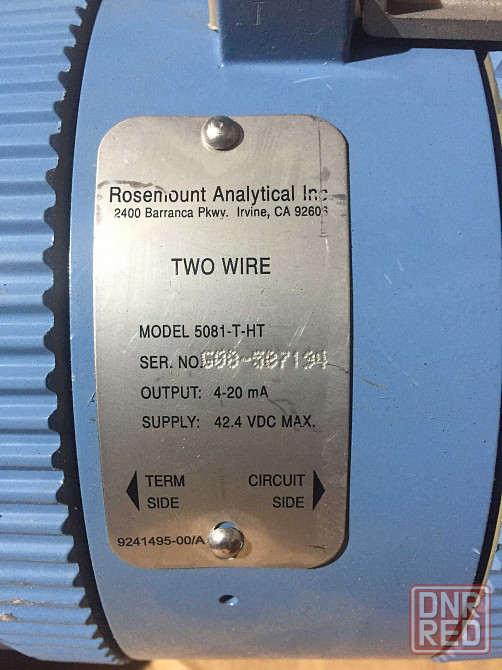 Rosemount Analytical Inc
2400 Barranca Pkwy. Irvine, CA 92606
TWO WIRE
MODEL 5081-T-HT
SER. NO.
OUTPUT: 4-20 mA
SUPPLY: 42.4 VDC MAX.
TERM SIDE
CIRCUIT SIDE
9241495-00/A
DNR
RED